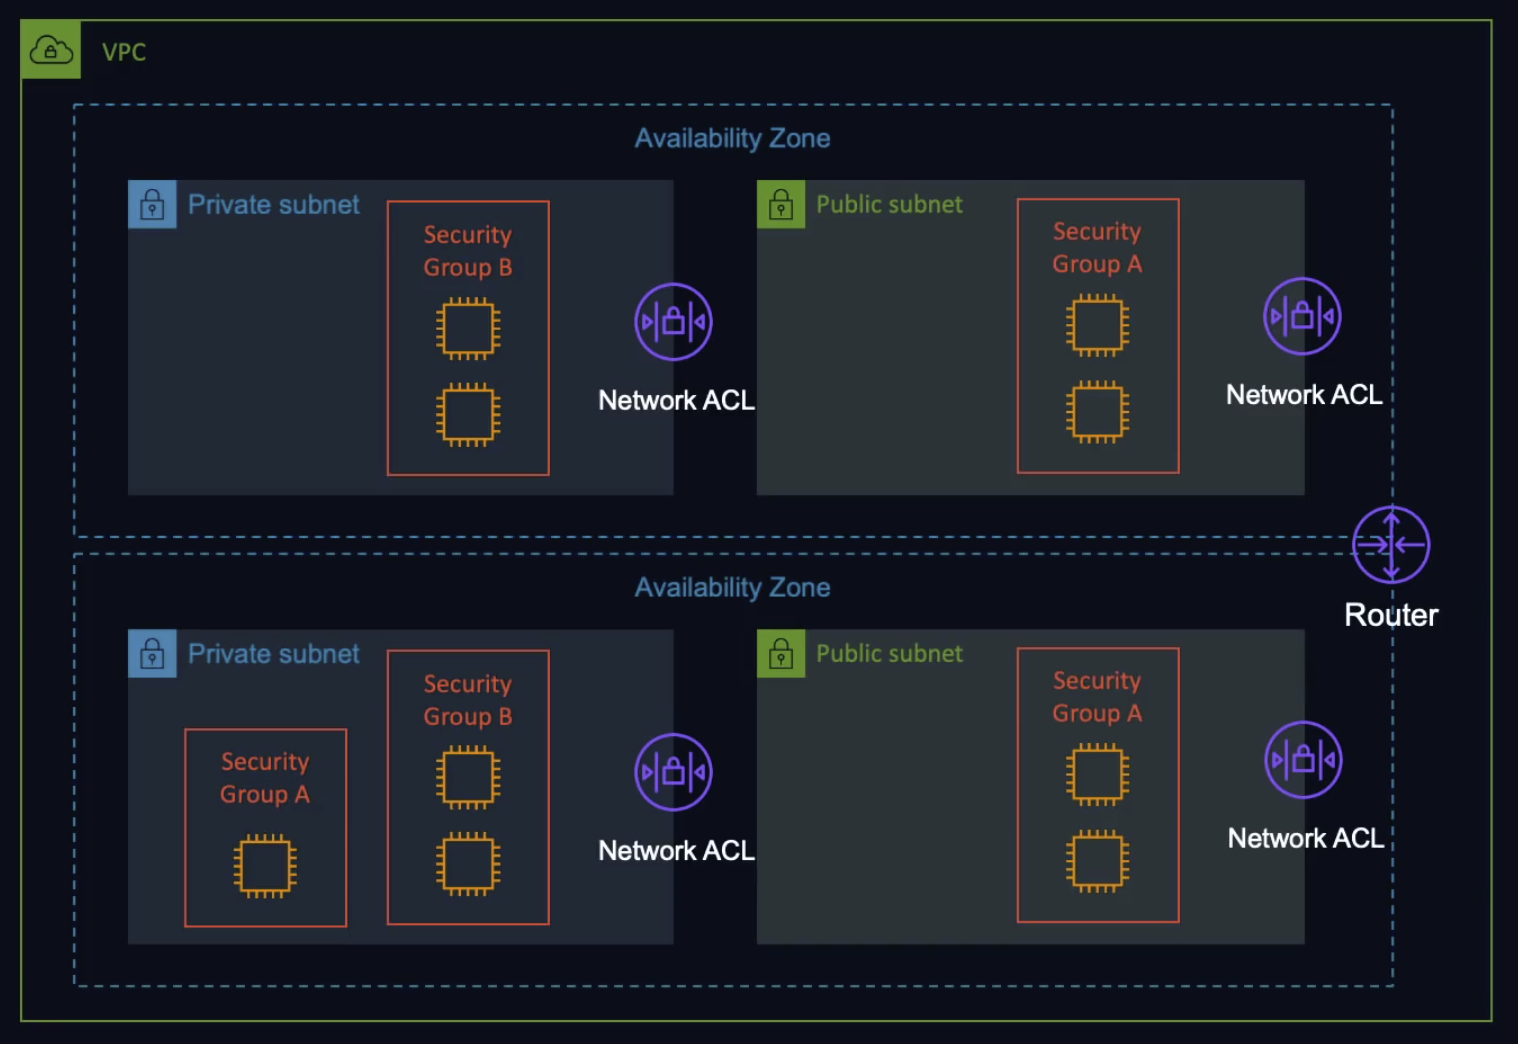 VPC
Availability Zone
Private subnet
Security
Group B
Network ACL
Public subnet
Security
Group A
Network ACL
Router
Availability Zone
Private subnet
Security
Group A
Security
Group B
Network ACL
Public subnet
Security
Group A
Network ACL